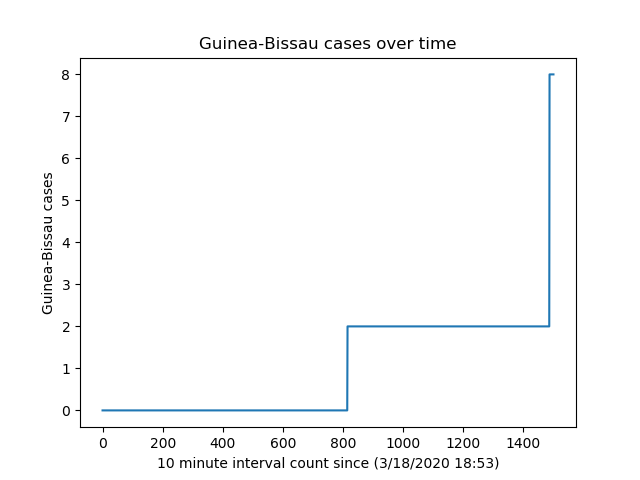 Guinea-Bissau cases over time
8
7
6
5
4
3
2
1
0
Guinea-Bissau cases
0 200 400 600 800 1000 1200 1400
10 minute interval count since (3/18/2020 18:53)